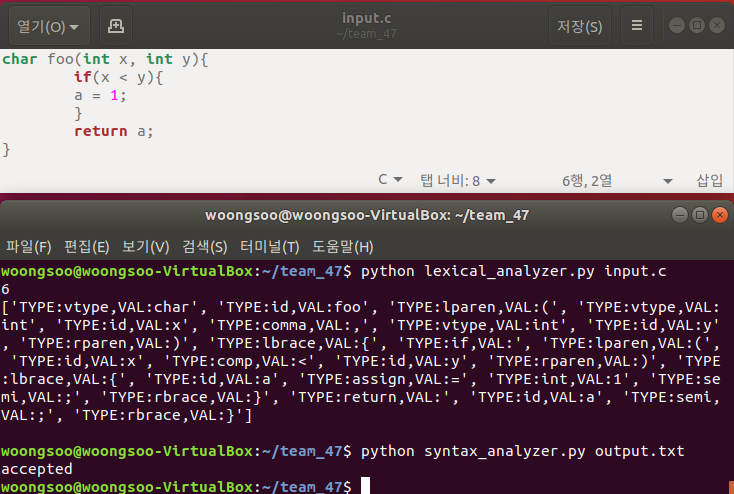 열기(O)
input.c
~/team_47
저장(S)
char foo(int x, int y){
if(x < y){
a = 1;
}
return a;
}
C
탭 너비: 8
6행, 2열
삽입
woongsoo@woongsoo-VirtualBox: ~/team_47
파일(F) 편집(E) 보기(V) 검색(S) 터미널(T) 도움말(H)
woongsoo@woongsoo-VirtualBox:~/team_47$ python lexical_analyzer.py input.c
6
['TYPE:vtype,VAL:char', 'TYPE:id,VAL:foo', 'TYPE:lparen,VAL:(', 'TYPE:vtype,VAL:
int', 'TYPE:id,VAL:x', 'TYPE:comma,VAL:,', 'TYPE:vtype,VAL:int', 'TYPE:id,VAL:y'
, 'TYPE:rparen,VAL:)', 'TYPE:lbrace,VAL:{', 'TYPE:if,VAL:', 'TYPE:lparen,VAL:(',
'TYPE:id,VAL:x', 'TYPE:comp,VAL:<', 'TYPE:id,VAL:y', 'TYPE:rparen,VAL:)', 'TYPE
:lbrace,VAL:{', 'TYPE:id,VAL:a', 'TYPE:assign,VAL:=', 'TYPE:int,VAL:1', 'TYPE:se
mi,VAL:;', 'TYPE:rbrace,VAL:}', 'TYPE:return,VAL:', 'TYPE:id,VAL:a', 'TYPE:semi,
VAL:;', 'TYPE:rbrace,VAL:}']
woongsoo@woongsoo-VirtualBox:~/team_47$ python syntax_analyzer.py output.txt
accepted
woongsoo@woongsoo-VirtualBox:~/team_47$